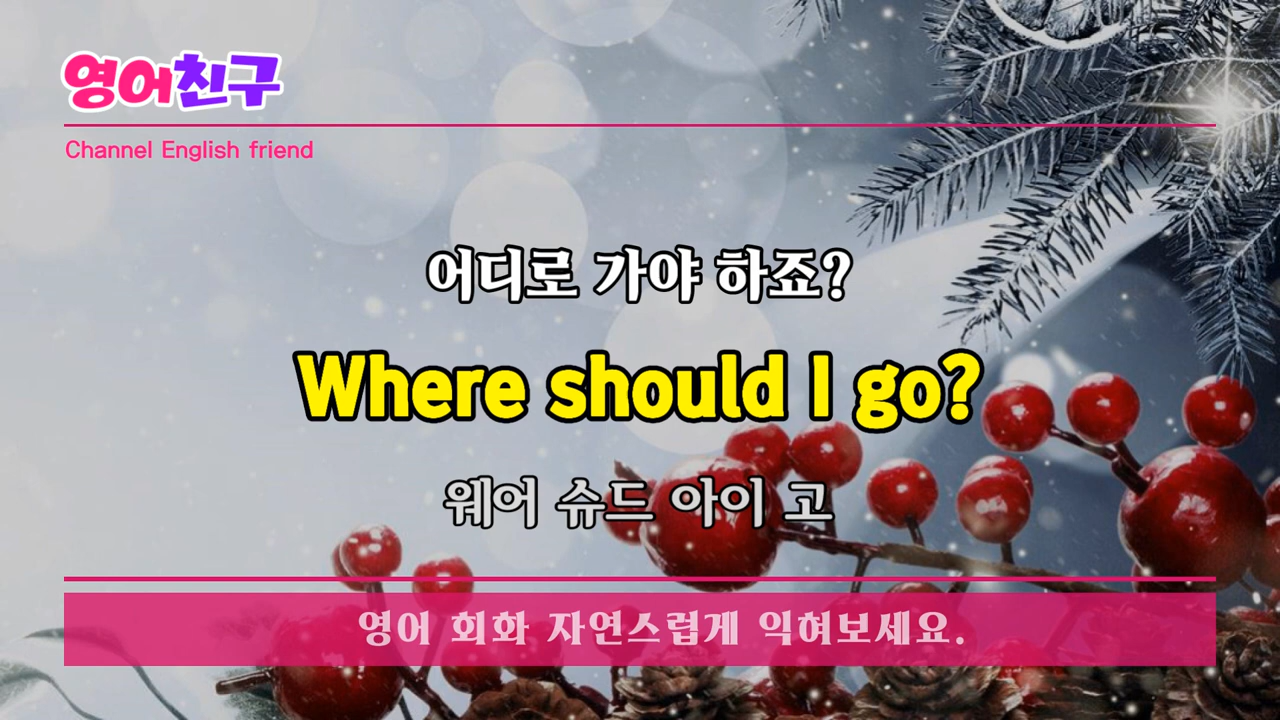 영어친구
Channel English friend
어디로 가야 하죠?
Where should I go?
웨어 슈드 아이 고
영어 회화 자연스럽게 익혀보세요.